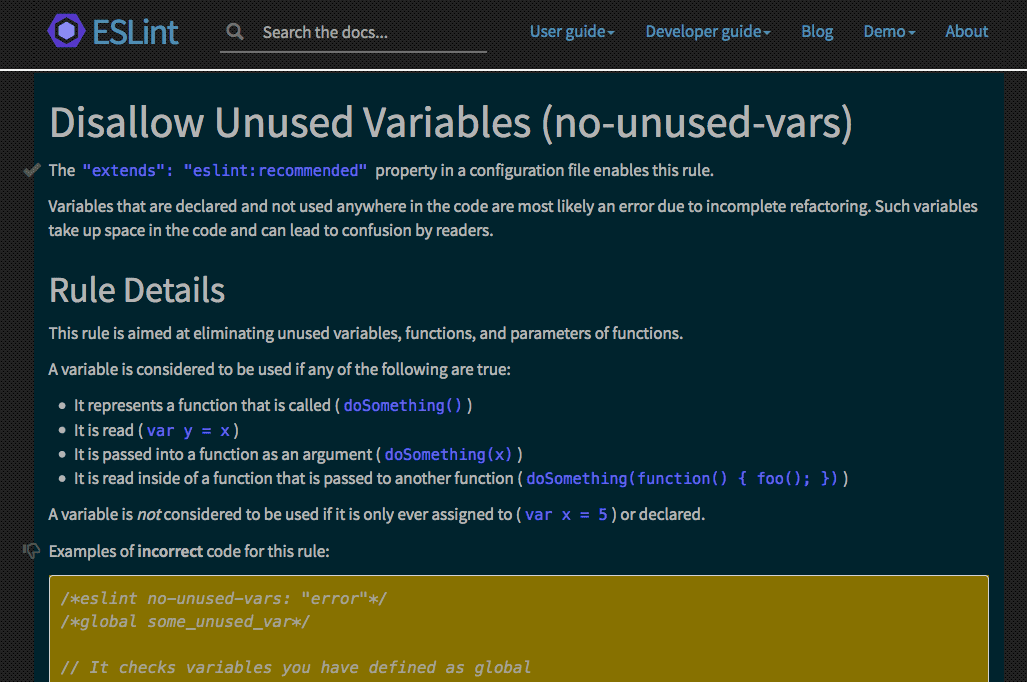 ESLint
Search the docs...
User guide
Developer guide
Blog
Demo
About
Disallow Unused Variables (no-unused-vars)
The "extends": "eslint:recommended" property in a configuration file enables this rule.
Variables that are declared and not used anywhere in the code are most likely an error due to incomplete refactoring. Such variables
take up space in the code and can lead to confusion by readers.
Rule Details
This rule is aimed at eliminating unused variables, functions, and parameters of functions.
A variable is considered to be used if any of the following are true:
It represents a function that is called ( doSomething() )
It is read ( var y = x )
It is passed into a function as an argument ( doSomething(x) )
It is read inside of a function that is passed to another function ( doSomething(function() { foo(); }) )
A variable is not considered to be used if it is only ever assigned to ( var x = 5 ) or declared.
Examples of incorrect code for this rule:
/*eslint no-unused-vars: "error"*/
/*global some_unused_var*/
// It checks variables you have defined as global